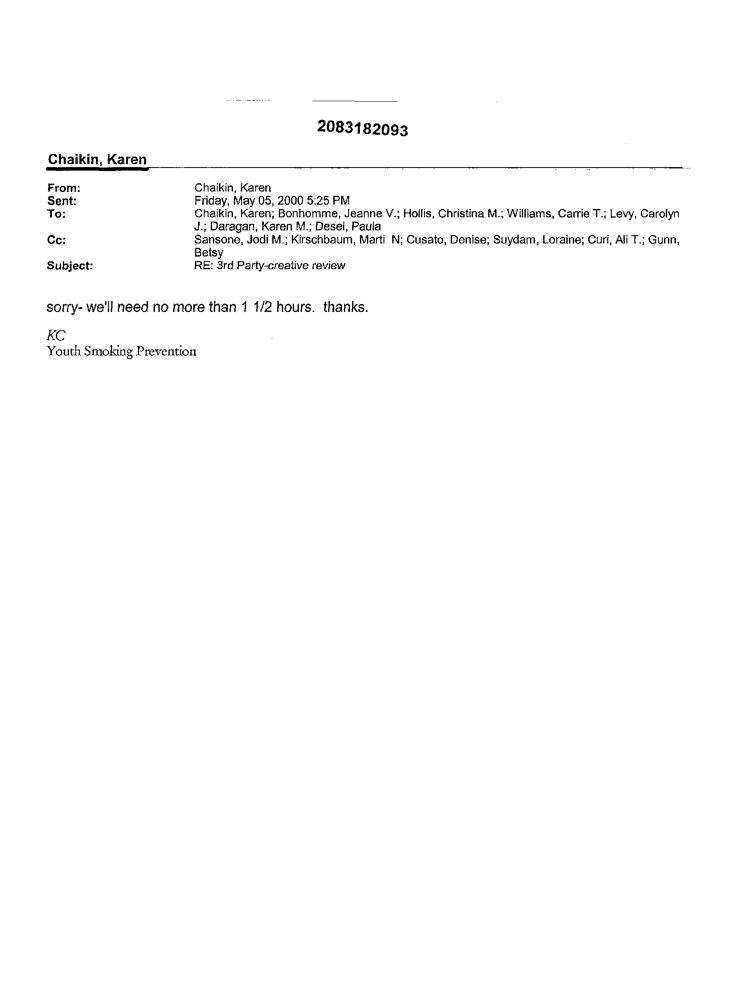 2083182093
Chaikin, Karen
From: Chaikin, Karen
Sent: Friday, May 05, 2000 5:25 PM
To: Chaikin, Karen; Bonhomme, Jeanne V.; Hollis, Christina M.; Williams, Carrie T.; Levy, Carolyn
J.; Daragan, Karen M.; Desel, Paula
Cc: Sansone, Jodi M.; Kirschbaum, Marti N; Cusato, Denise; Suydam, Loraine; Curi, Ali T.; Gunn,
Betsy
Subject: RE: 3rd Party-creative review
sorry- we'll need no more than 1 1/2 hours. thanks.
KC
Youth Smoking Prevention